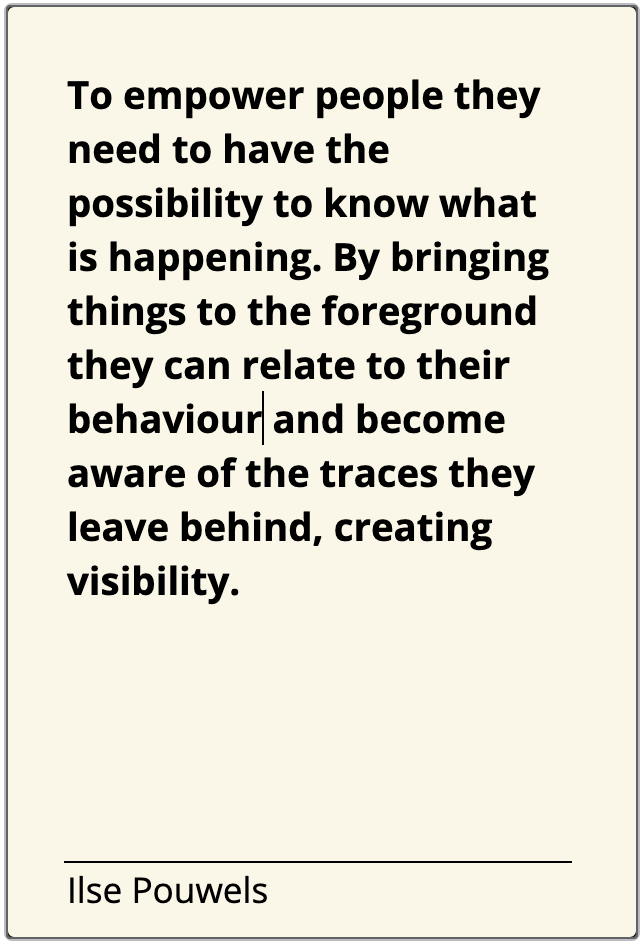 To empower people they
need to have the
possibility to know what
is happening. By bringing
things to the foreground
they can relate to their
behaviour and become
aware of the traces they
leave behind, creating
visibility.
Ilse Pouwels